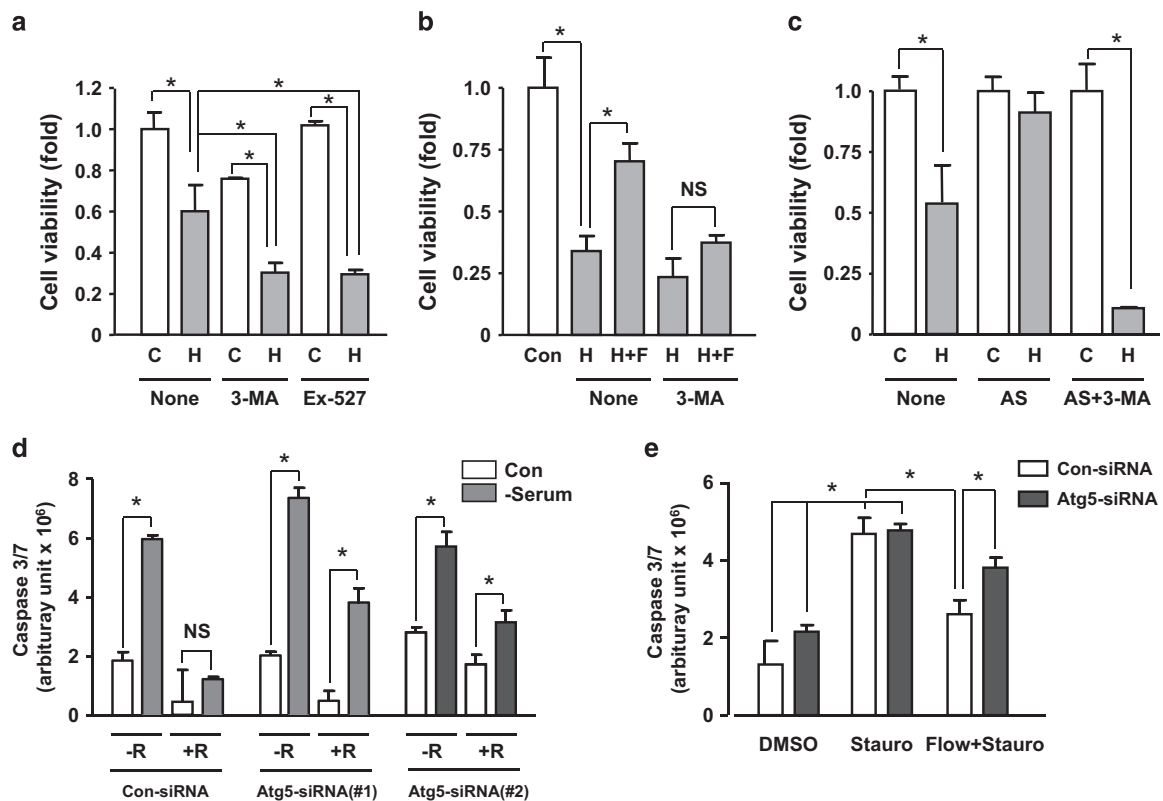 a
Cell viability (fold)
1.2
1.0
0.8
0.6
0.4
0.2
0
* * * * *
C H C H C H
None 3-MA Ex-527
b
Cell viability (fold)
1.0
0.75
0.5
0.25
0
* * NS
Con H H+F H H+F
None 3-MA
c
Cell viability (fold)
1.0
0.75
0.5
0.25
0
* *
C H C H C H
None AS AS+3-MA
d
Caspase 3/7
(arbituray unit x 10⁶)
8
6
4
2
0
Con
-Serum
* NS * * * *
-R +R -R +R -R +R
Con-siRNA Atg5-siRNA(#1) Atg5-siRNA(#2)
e
Caspase 3/7
(arbituray unit x 10⁶)
6
4
2
0
Con-siRNA
Atg5-siRNA
* * *
DMSO Stauro Flow+Stauro